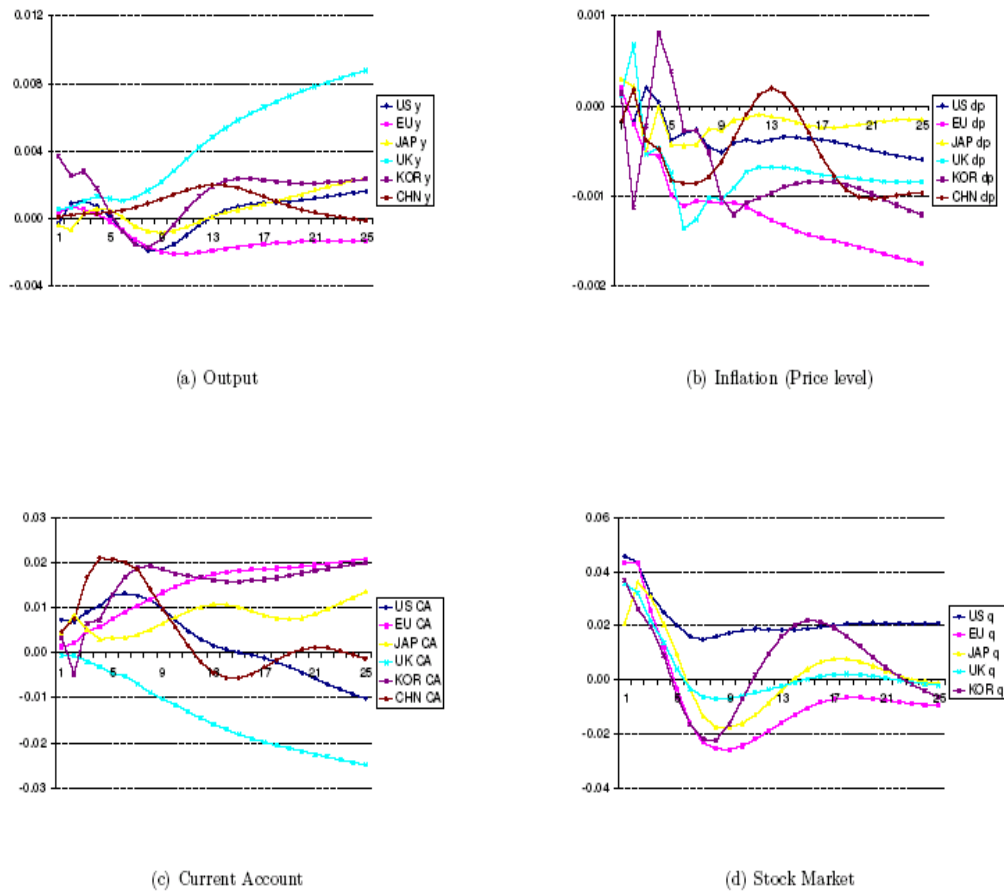 0.012
0.008
0.004
0.000
-0.004
1 5 9 13 17 21 25
US y
EU y
JAP y
UK y
KOR y
CHN y
(a) Output
0.001
0.000
-0.001
-0.002
1 5 9 13 17 21 25
US dp
EU dp
JAP dp
UK dp
KOR dp
CHN dp
(b) Inflation (Price level)
0.03
0.02
0.01
0.00
-0.01
-0.02
-0.03
1 5 9 13 17 21 25
US CA
EU CA
JAP CA
UK CA
KOR CA
CHN CA
(c) Current Account
0.06
0.04
0.02
0.00
-0.02
-0.04
1 5 9 13 17 21 25
US q
EU q
JAP q
UK q
KOR q
(d) Stock Market